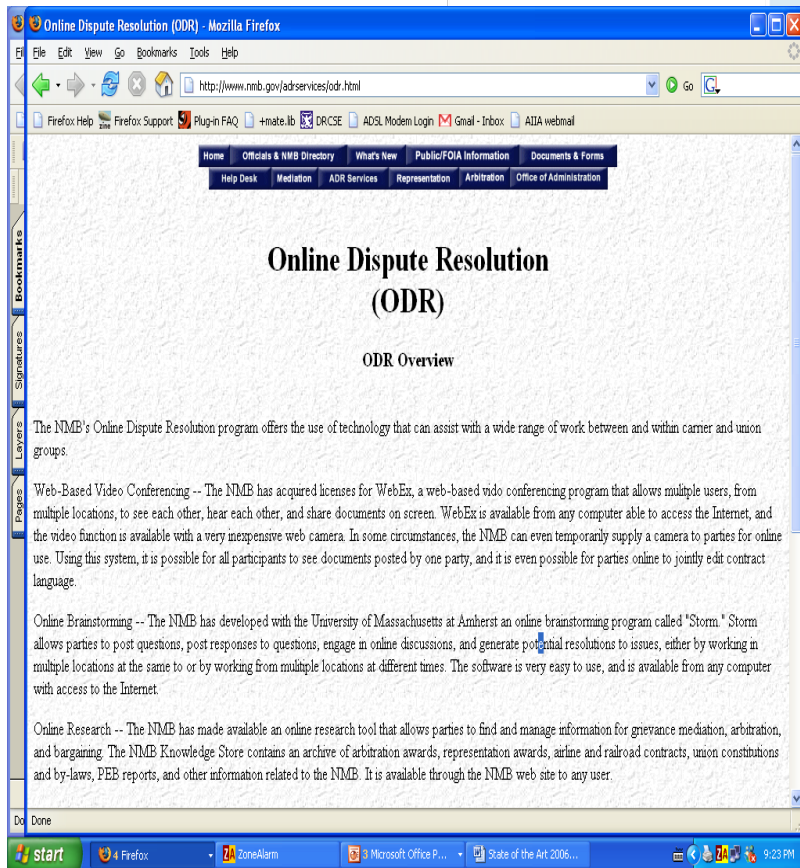 Online Dispute Resolution (ODR) - Mozilla Firefox
File Edit View Go Bookmarks Tools Help
http://www.nmb.gov/adrservices/odr.html Go
Firefox Help Firefox Support Plug-in FAQ +mate.lib DRCSE ADSL Modem Login Gmail - Inbox AIIA webmail
Home Officials & NMB Directory What's New Public/FOIA Information Documents & Forms
Help Desk Mediation ADR Services Representation Arbitration Office of Administration
Bookmarks
Signatures
Layers
Pages
Online Dispute Resolution
(ODR)
ODR Overview
The NMB's Online Dispute Resolution program offers the use of technology that can assist with a wide range of work between and within carrier and union
groups.
Web-Based Video Conferencing -- The NMB has acquired licenses for WebEx, a web-based vido conferencing program that allows mulitple users, from
multiple locations, to see each other, hear each other, and share documents on screen. WebEx is available from any computer able to access the Internet, and
the video function is available with a very inexpensive web camera. In some circumstances, the NMB can even temporarily supply a camera to parties for online
use. Using this system, it is possible for all participants to see documents posted by one party, and it is even possible for parties online to jointly edit contract
language.
Online Brainstorming -- The NMB has developed with the University of Massachusetts at Amherst an online brainstorming program called "Storm." Storm
allows parties to post questions, post responses to questions, engage in online discussions, and generate potential resolutions to issues, either by working in
multiple locations at the same to or by working from mulitiple locations at different times. The software is very easy to use, and is available from any computer
with access to the Internet.
Online Research -- The NMB has made available an online research tool that allows parties to find and manage information for grievance mediation, arbitration,
and bargaining. The NMB Knowledge Store contains an archive of arbitration awards, representation awards, airline and railroad contracts, union constitutions
and by-laws, PEB reports, and other information related to the NMB. It is available through the NMB web site to any user.
Do Done
start 4 Firefox ZoneAlarm 3 Microsoft Office P... State of the Art 2006... 9:23 PM